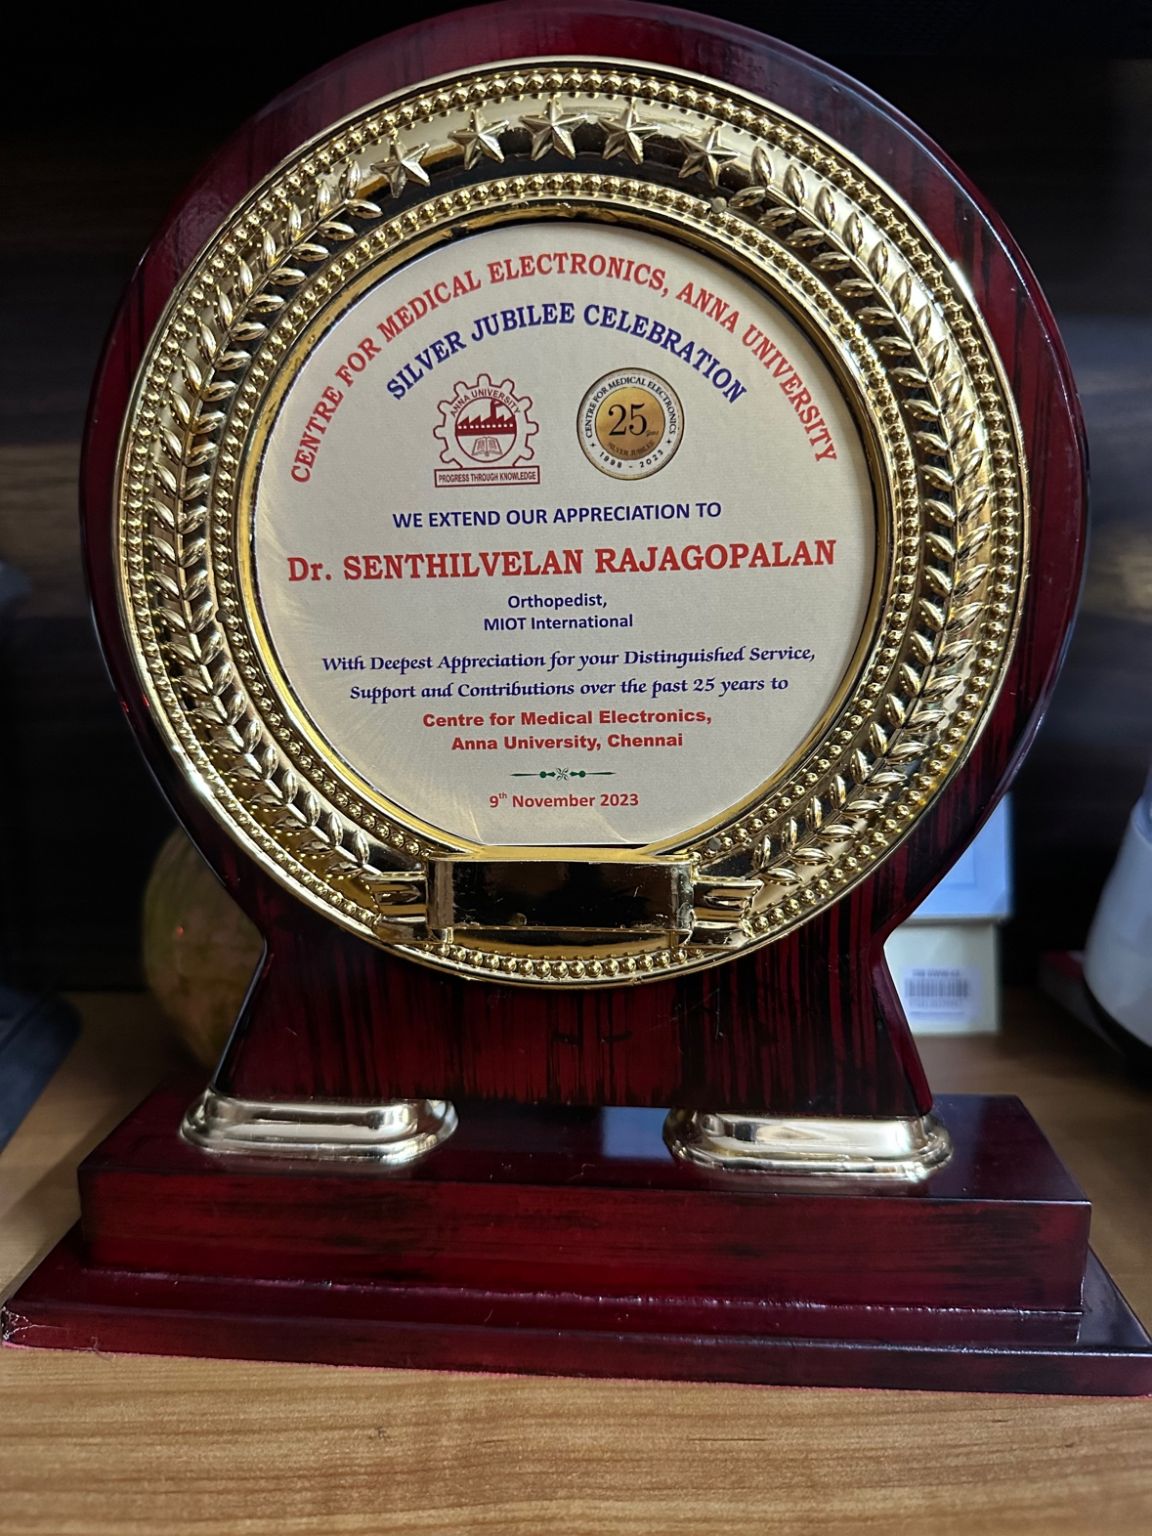 CENTRE FOR MEDICAL ELECTRONICS, ANNA UNIVERSITY
SILVER JUBILEE CELEBRATION
ANNA UNIVERSITY
PROGRESS THROUGH KNOWLEDGE
CENTRE FOR MEDICAL ELECTRONICS
25
SILVER JUBILEE
1998 - 2023
WE EXTEND OUR APPRECIATION TO
Dr. SENTHILVELAN RAJAGOPALAN
Orthopedist,
MIOT International
With Deepest Appreciation for your Distinguished Service,
Support and Contributions over the past 25 years to
Centre for Medical Electronics,
Anna University, Chennai
9th November 2023